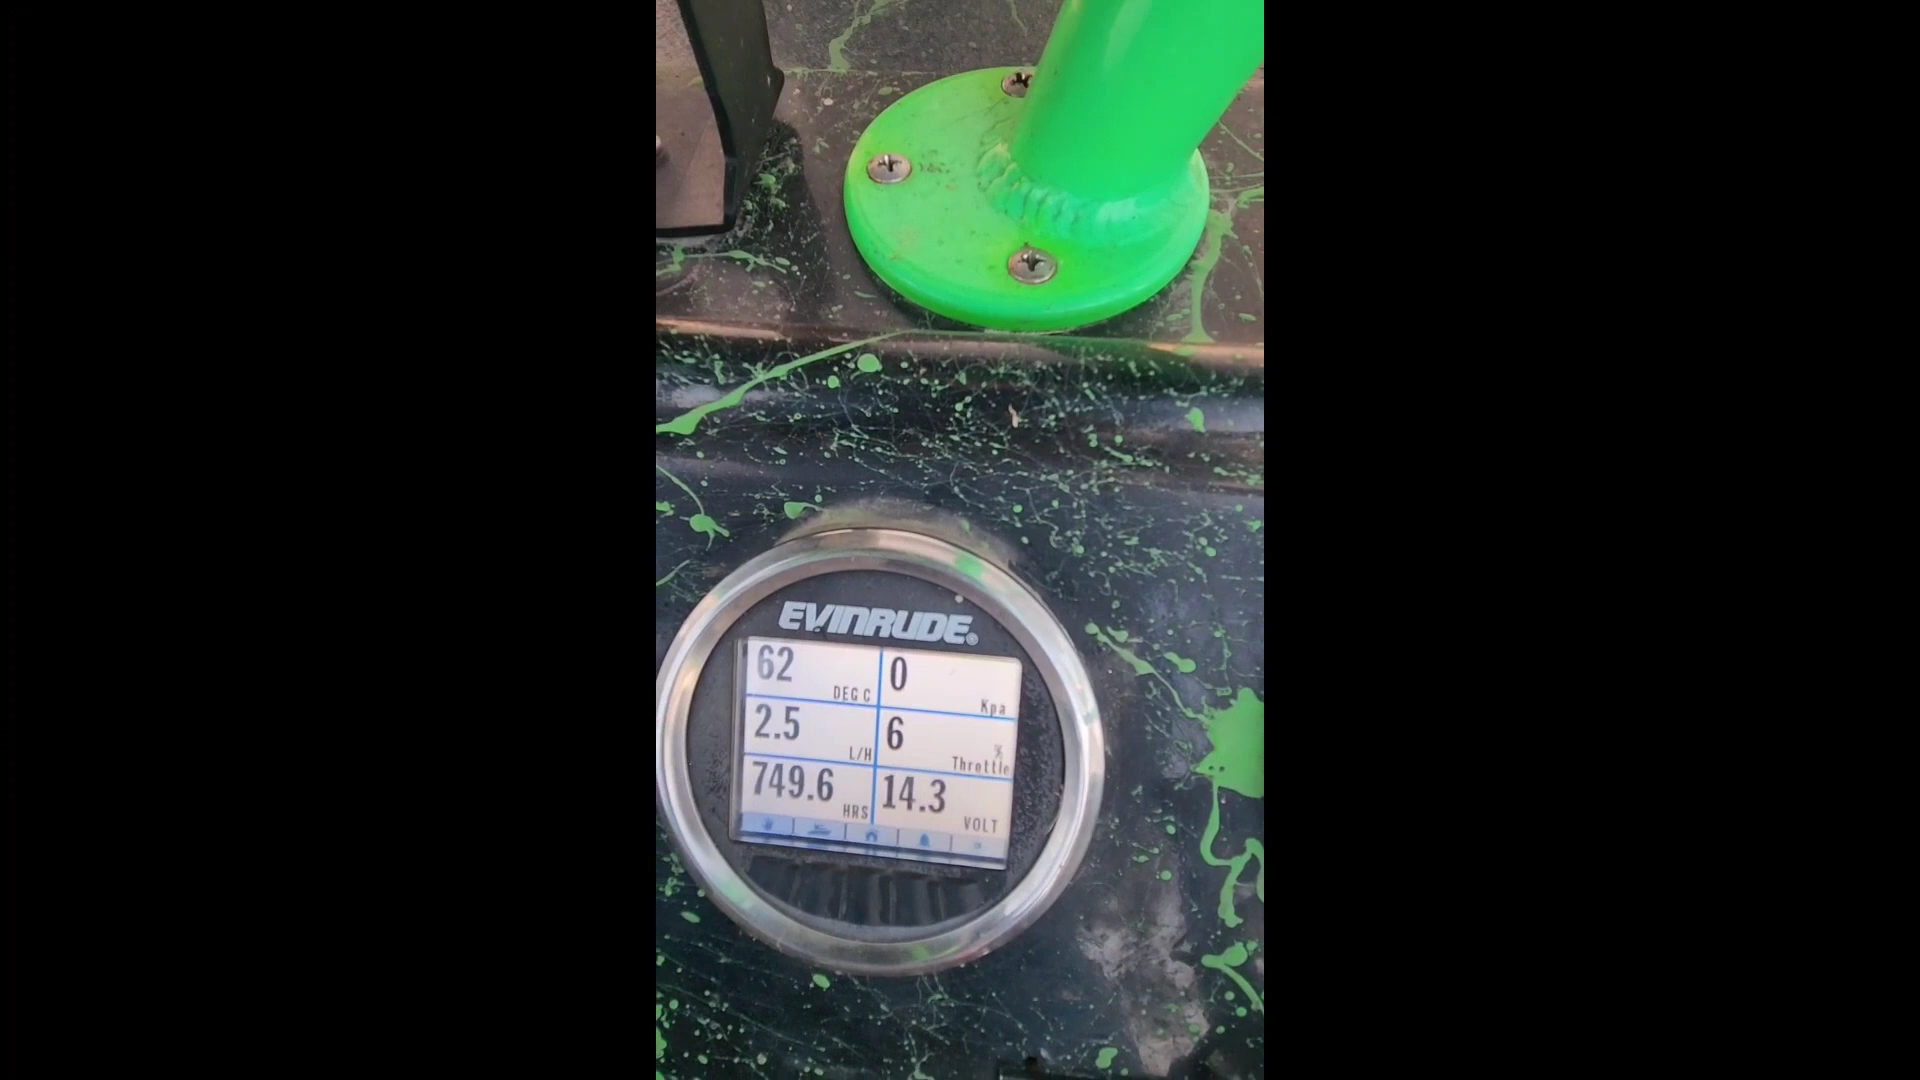 EVINRUDE®
62 DEG C
0 Kpa
2.5 L/H
6 % Throttle
749.6 HRS
14.3 VOLT